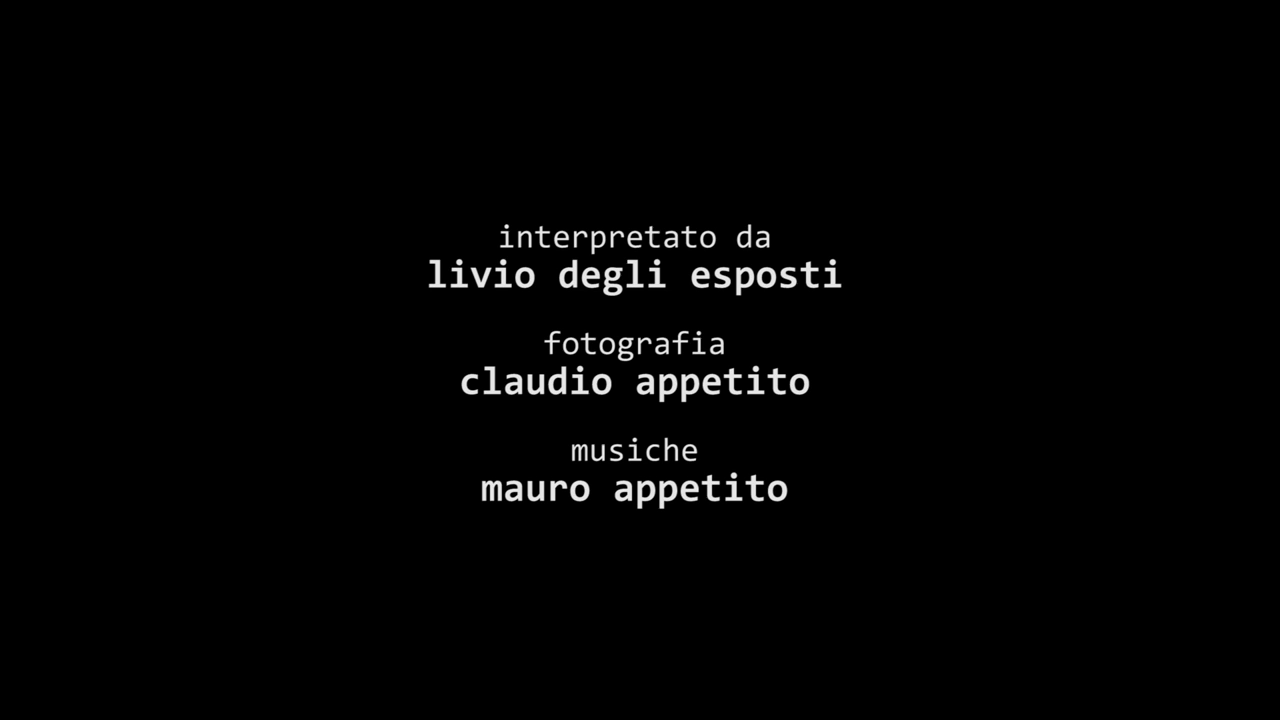 interpretato da
livio degli esposti
fotografia
claudio appetito
musiche
mauro appetito